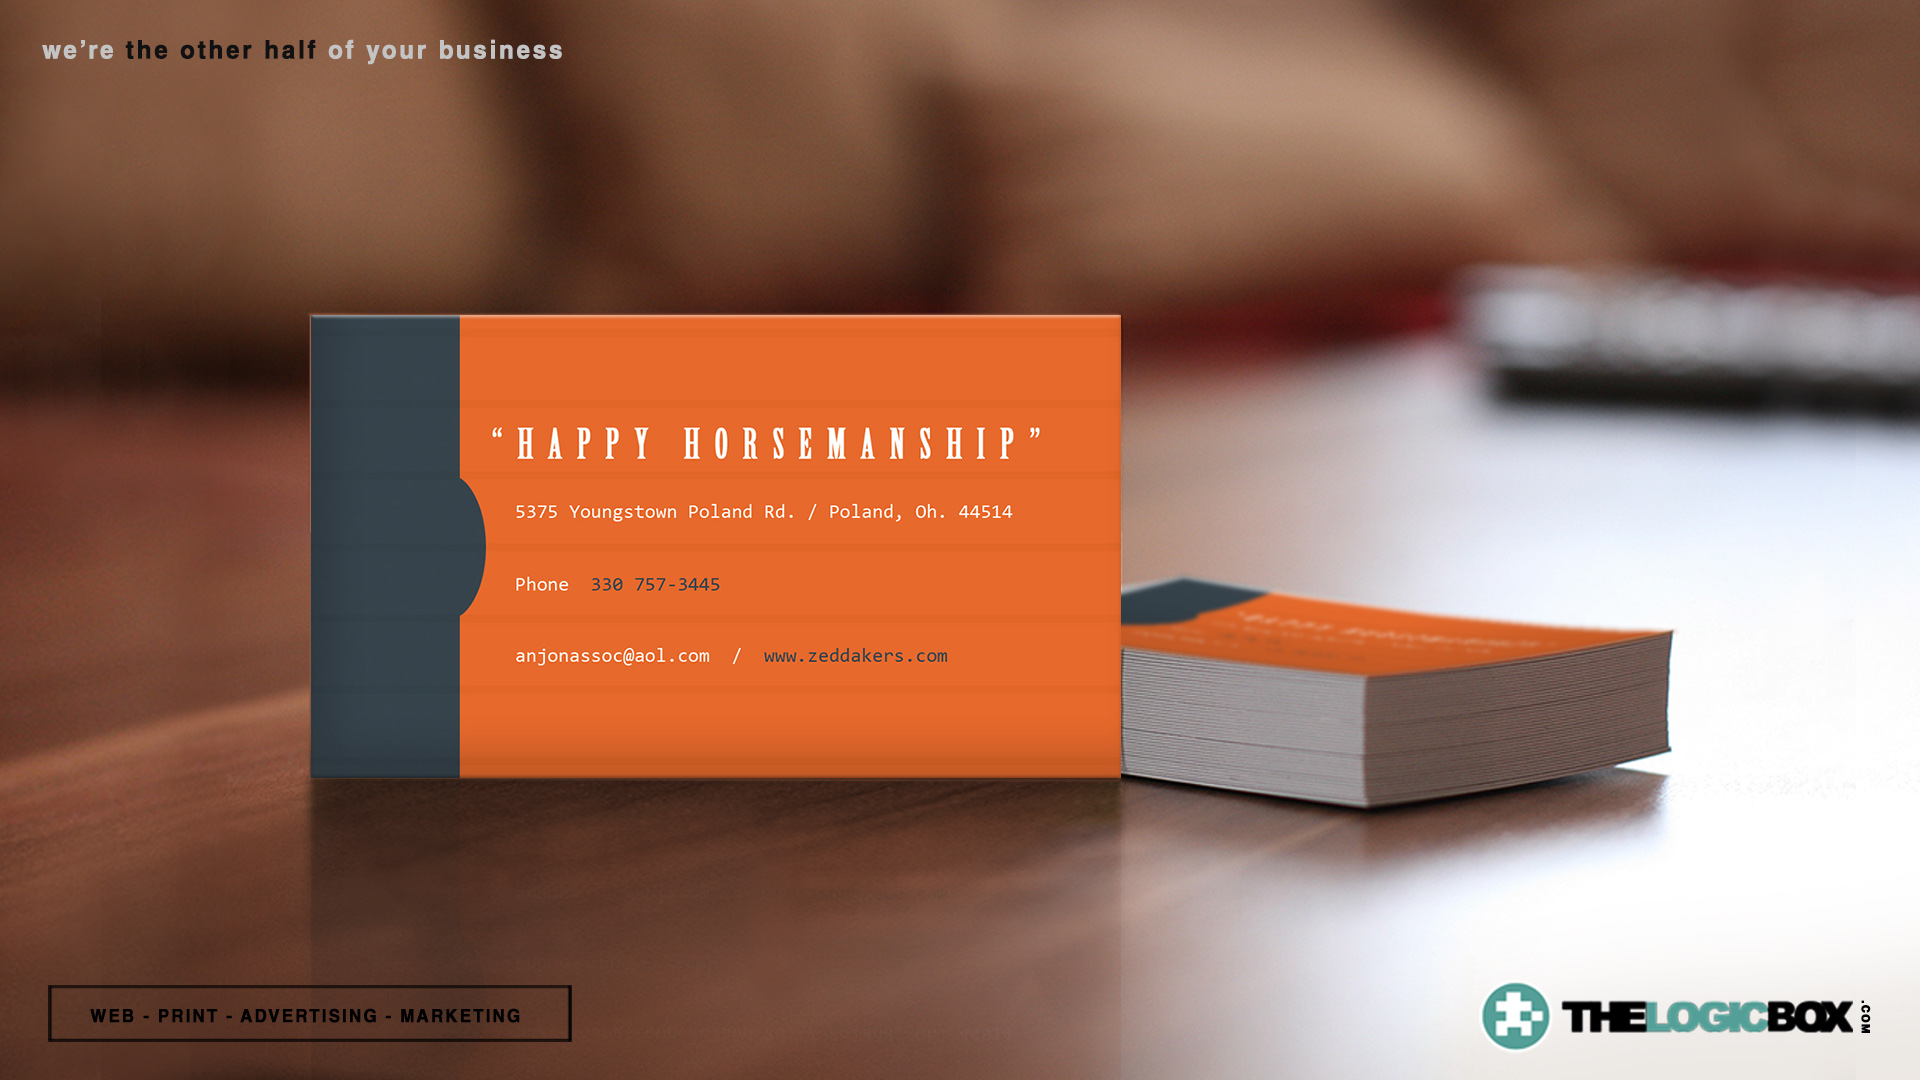 we're the other half of your business
“HAPPY HORSEMANSHIP”
5375 Youngstown Poland Rd. / Poland, Oh. 44514
Phone 330 757-3445
anjonassoc@aol.com / www.zeddakers.com
WEB - PRINT - ADVERTISING - MARKETING
THELOGICBOX.COM